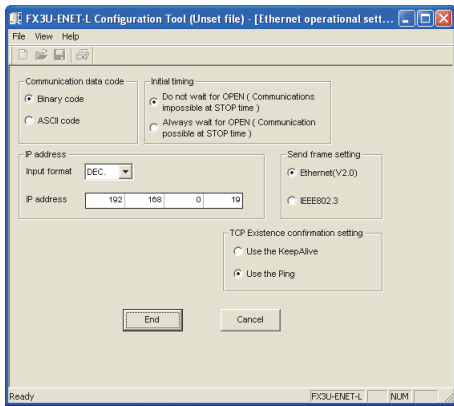 FX3U-ENET-L Configuration Tool (Unset file) - [Ethernet operational sett...
File View Help
Communication data code
Binary code
ASCII code
Initial timing
Do not wait for OPEN ( Communications
impossible at STOP time )
Always wait for OPEN ( Communication
possible at STOP time )
IP address
Input format DEC.
IP address 192 168 0 19
Send frame setting
Ethernet(V2.0)
IEEE802.3
TCP Existence confirmation setting
Use the KeepAlive
Use the Ping
End Cancel
Ready FX3U-ENET-L NUM